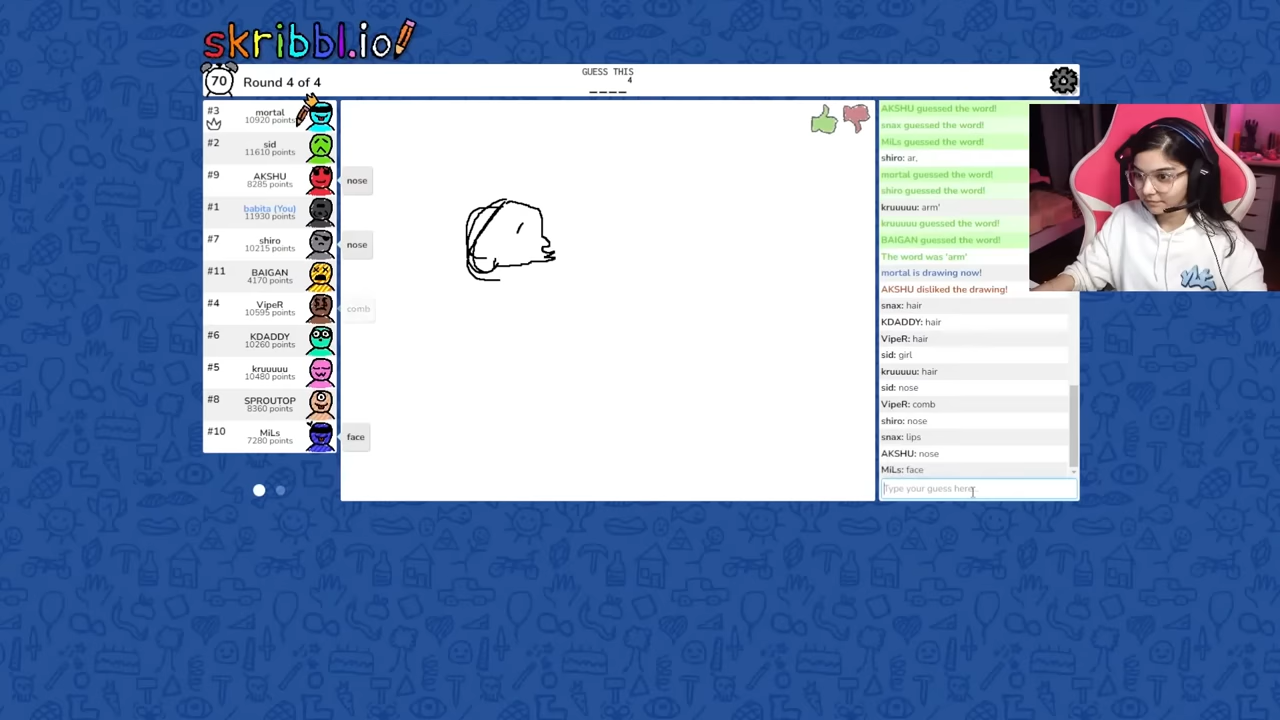 skribbl.io
70 Round 4 of 4
GUESS THIS
4
____
#3 mortal
10920 points
#2 sid
11610 points
#9 AKSHU
8285 points
nose
#1 babita (You)
11930 points
#7 shiro
10215 points
nose
#11 BAIGAN
4170 points
#4 VipeR
10595 points
comb
#6 KDADDY
10260 points
#5 kruuuuu
10480 points
#8 SPROUTOP
8360 points
#10 MiLs
7280 points
face
AKSHU guessed the word!
snax guessed the word!
MiLs guessed the word!
shiro: ar,
mortal guessed the word!
shiro guessed the word!
kruuuuu: arm'
kruuuuu guessed the word!
BAIGAN guessed the word!
The word was 'arm'
mortal is drawing now!
AKSHU disliked the drawing!
snax: hair
KDADDY: hair
VipeR: hair
sid: girl
kruuuuu: hair
sid: nose
VipeR: comb
shiro: nose
snax: lips
AKSHU: nose
MiLs: face
Type your guess here